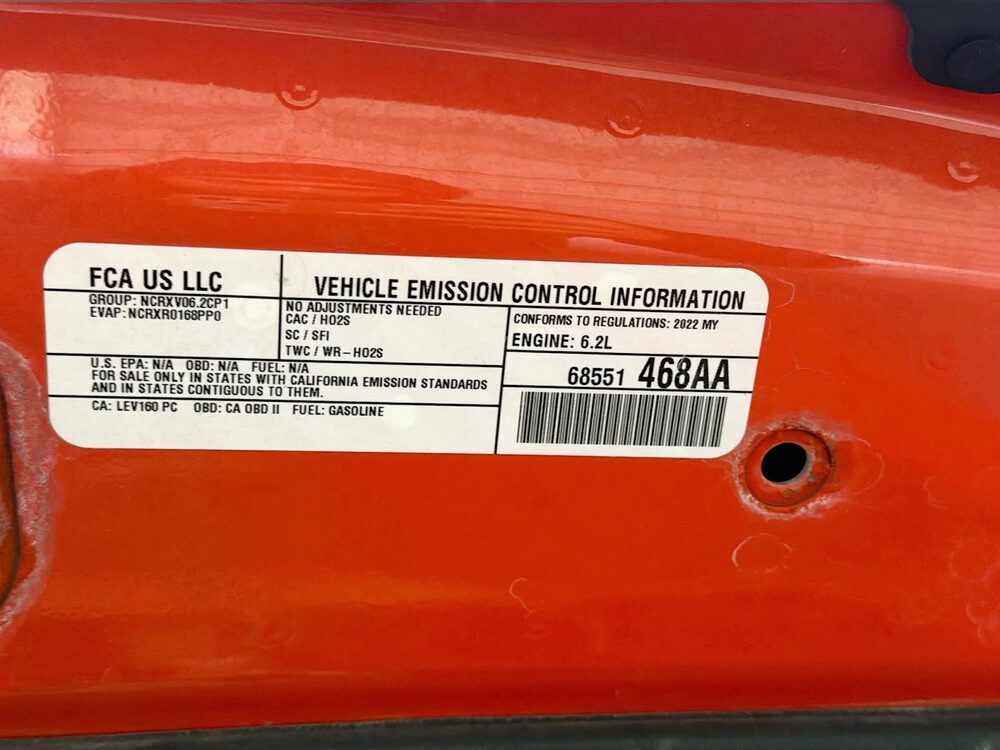 FCA US LLC
VEHICLE EMISSION CONTROL INFORMATION
GROUP: NCRXV06.2CP1
EVAP: NCRXR0168PP0
NO ADJUSTMENTS NEEDED
CAC / HO2S
SC / SFI
TWC / WR-HO2S
CONFORMS TO REGULATIONS: 2022 MY
ENGINE: 6.2L
U.S. EPA: N/A OBD: N/A FUEL: N/A
FOR SALE ONLY IN STATES WITH CALIFORNIA EMISSION STANDARDS
AND IN STATES CONTIGUOUS TO THEM.
68551 468AA
CA: LEV160 PC OBD: CA OBD II FUEL: GASOLINE